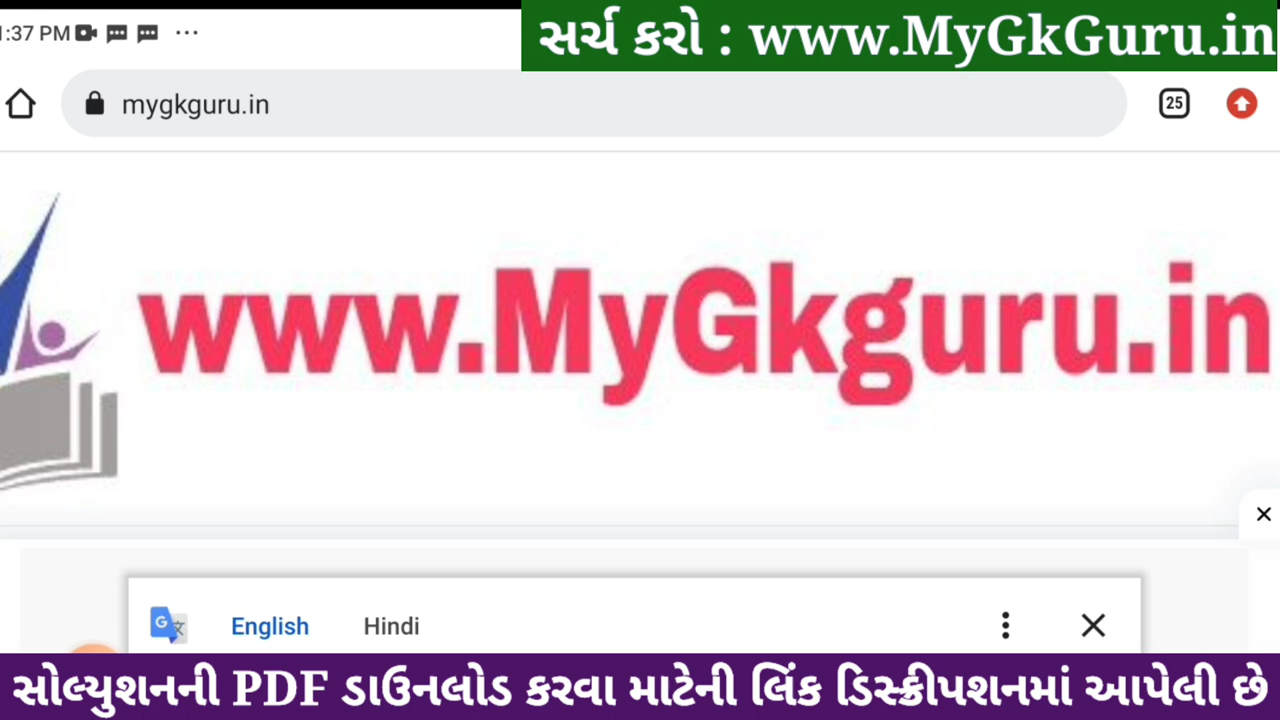 સર્ચ કરો : www.MyGkGuru.in
1:37 PM
mygkguru.in
25
www.MyGkguru.in
English Hindi
સોલ્યુશનની PDF ડાઉનલોડ કરવા માટેની લિંક ડિસ્ક્રીપશનમાં આપેલી છે